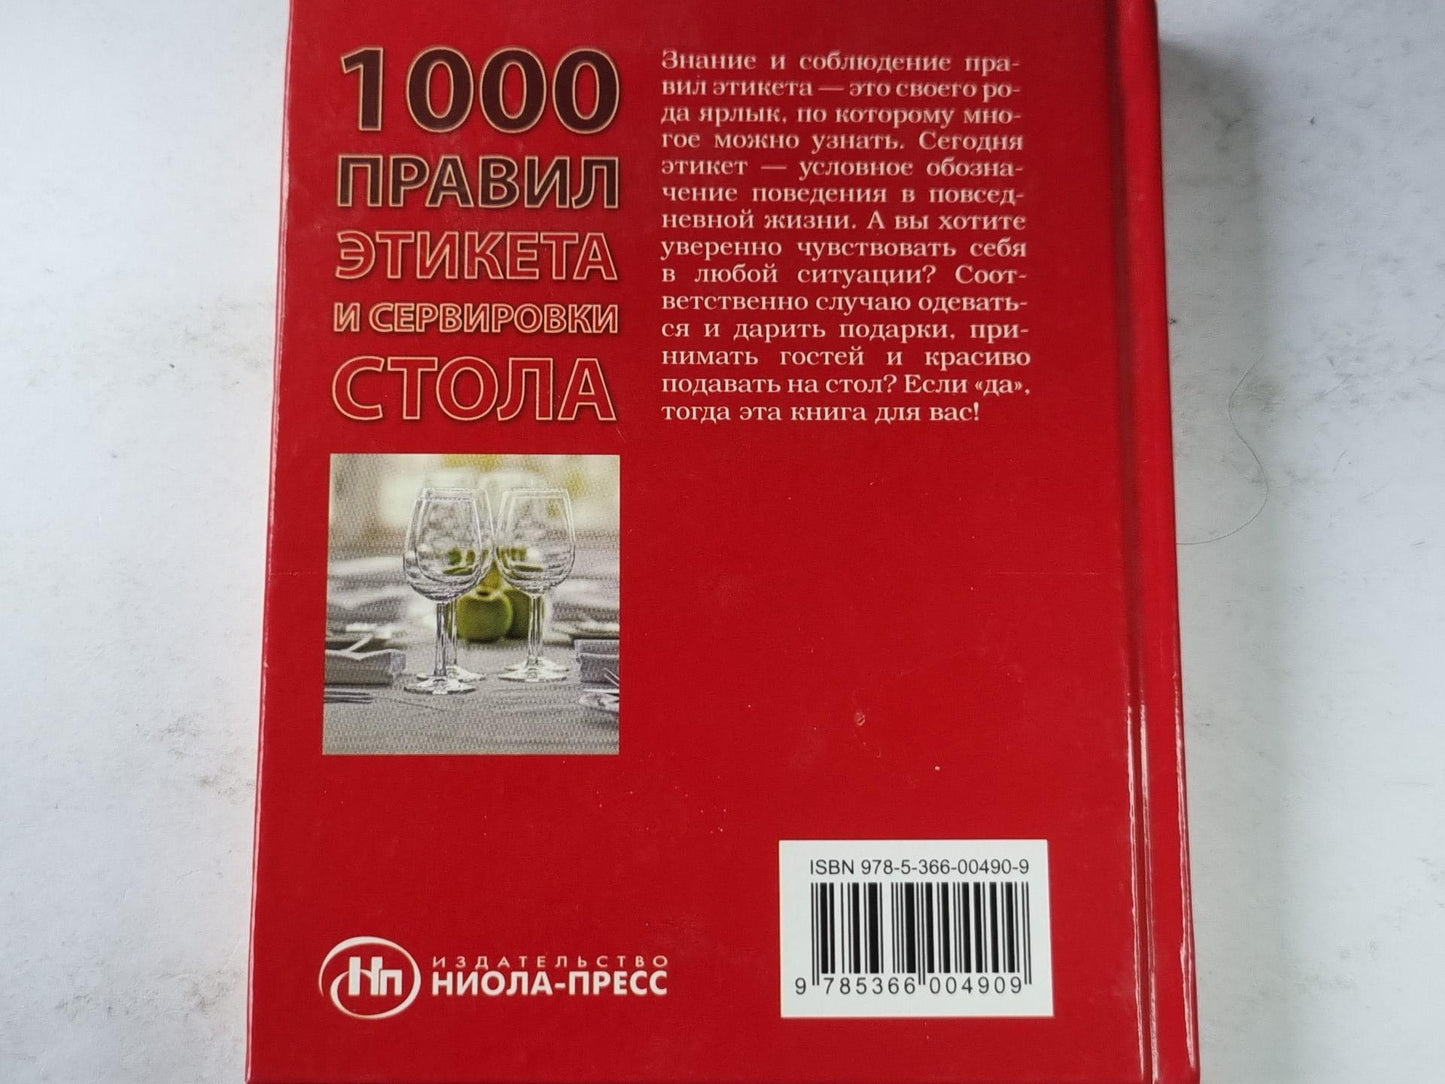 1000
ПРАВИЛ
ЭТИКЕТА
И СЕРВИРОВКИ
СТОЛА
Знание и соблюдение пра-
вил этикета — это своего ро-
да ярлык, по которому мно-
гое можно узнать. Сегодня
этикет — условное обозна-
чение поведения в повсед-
невной жизни. А вы хотите
уверенно чувствовать себя
в любой ситуации? Соот-
ветственно случаю одевать-
ся и дарить подарки, при-
нимать гостей и красиво
подавать на стол? Если «да»,
тогда эта книга для вас!
ISBN 978-5-366-00490-9
9 785366 004909
Нп
ИЗДАТЕЛЬСТВО
НИОЛА-ПРЕСС